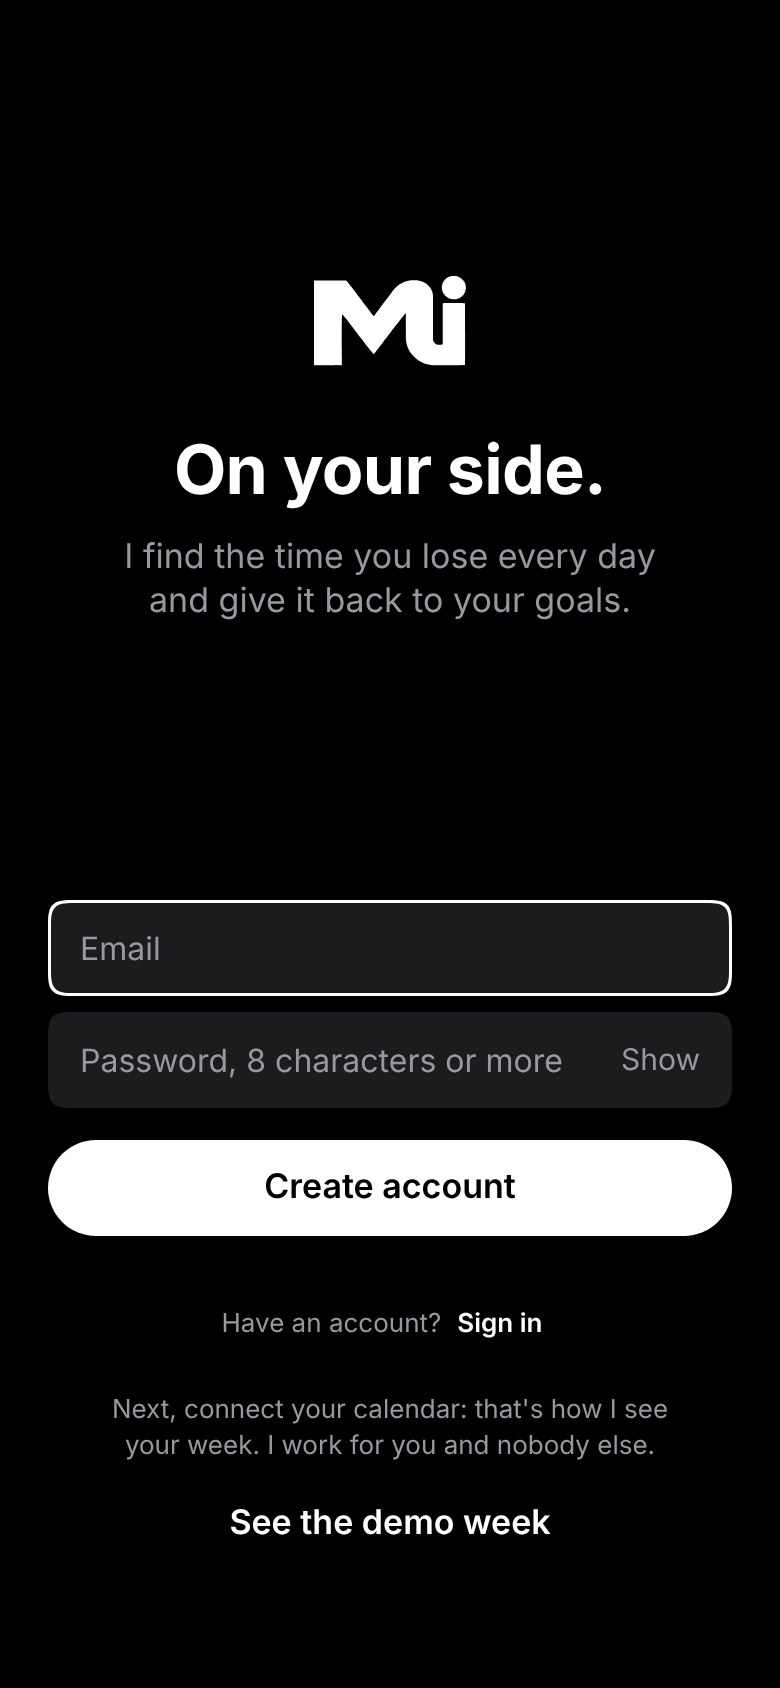 Mi
On your side.
I find the time you lose every day
and give it back to your goals.
Email
Password, 8 characters or more Show
Create account
Have an account? Sign in
Next, connect your calendar: that's how I see
your week. I work for you and nobody else.
See the demo week